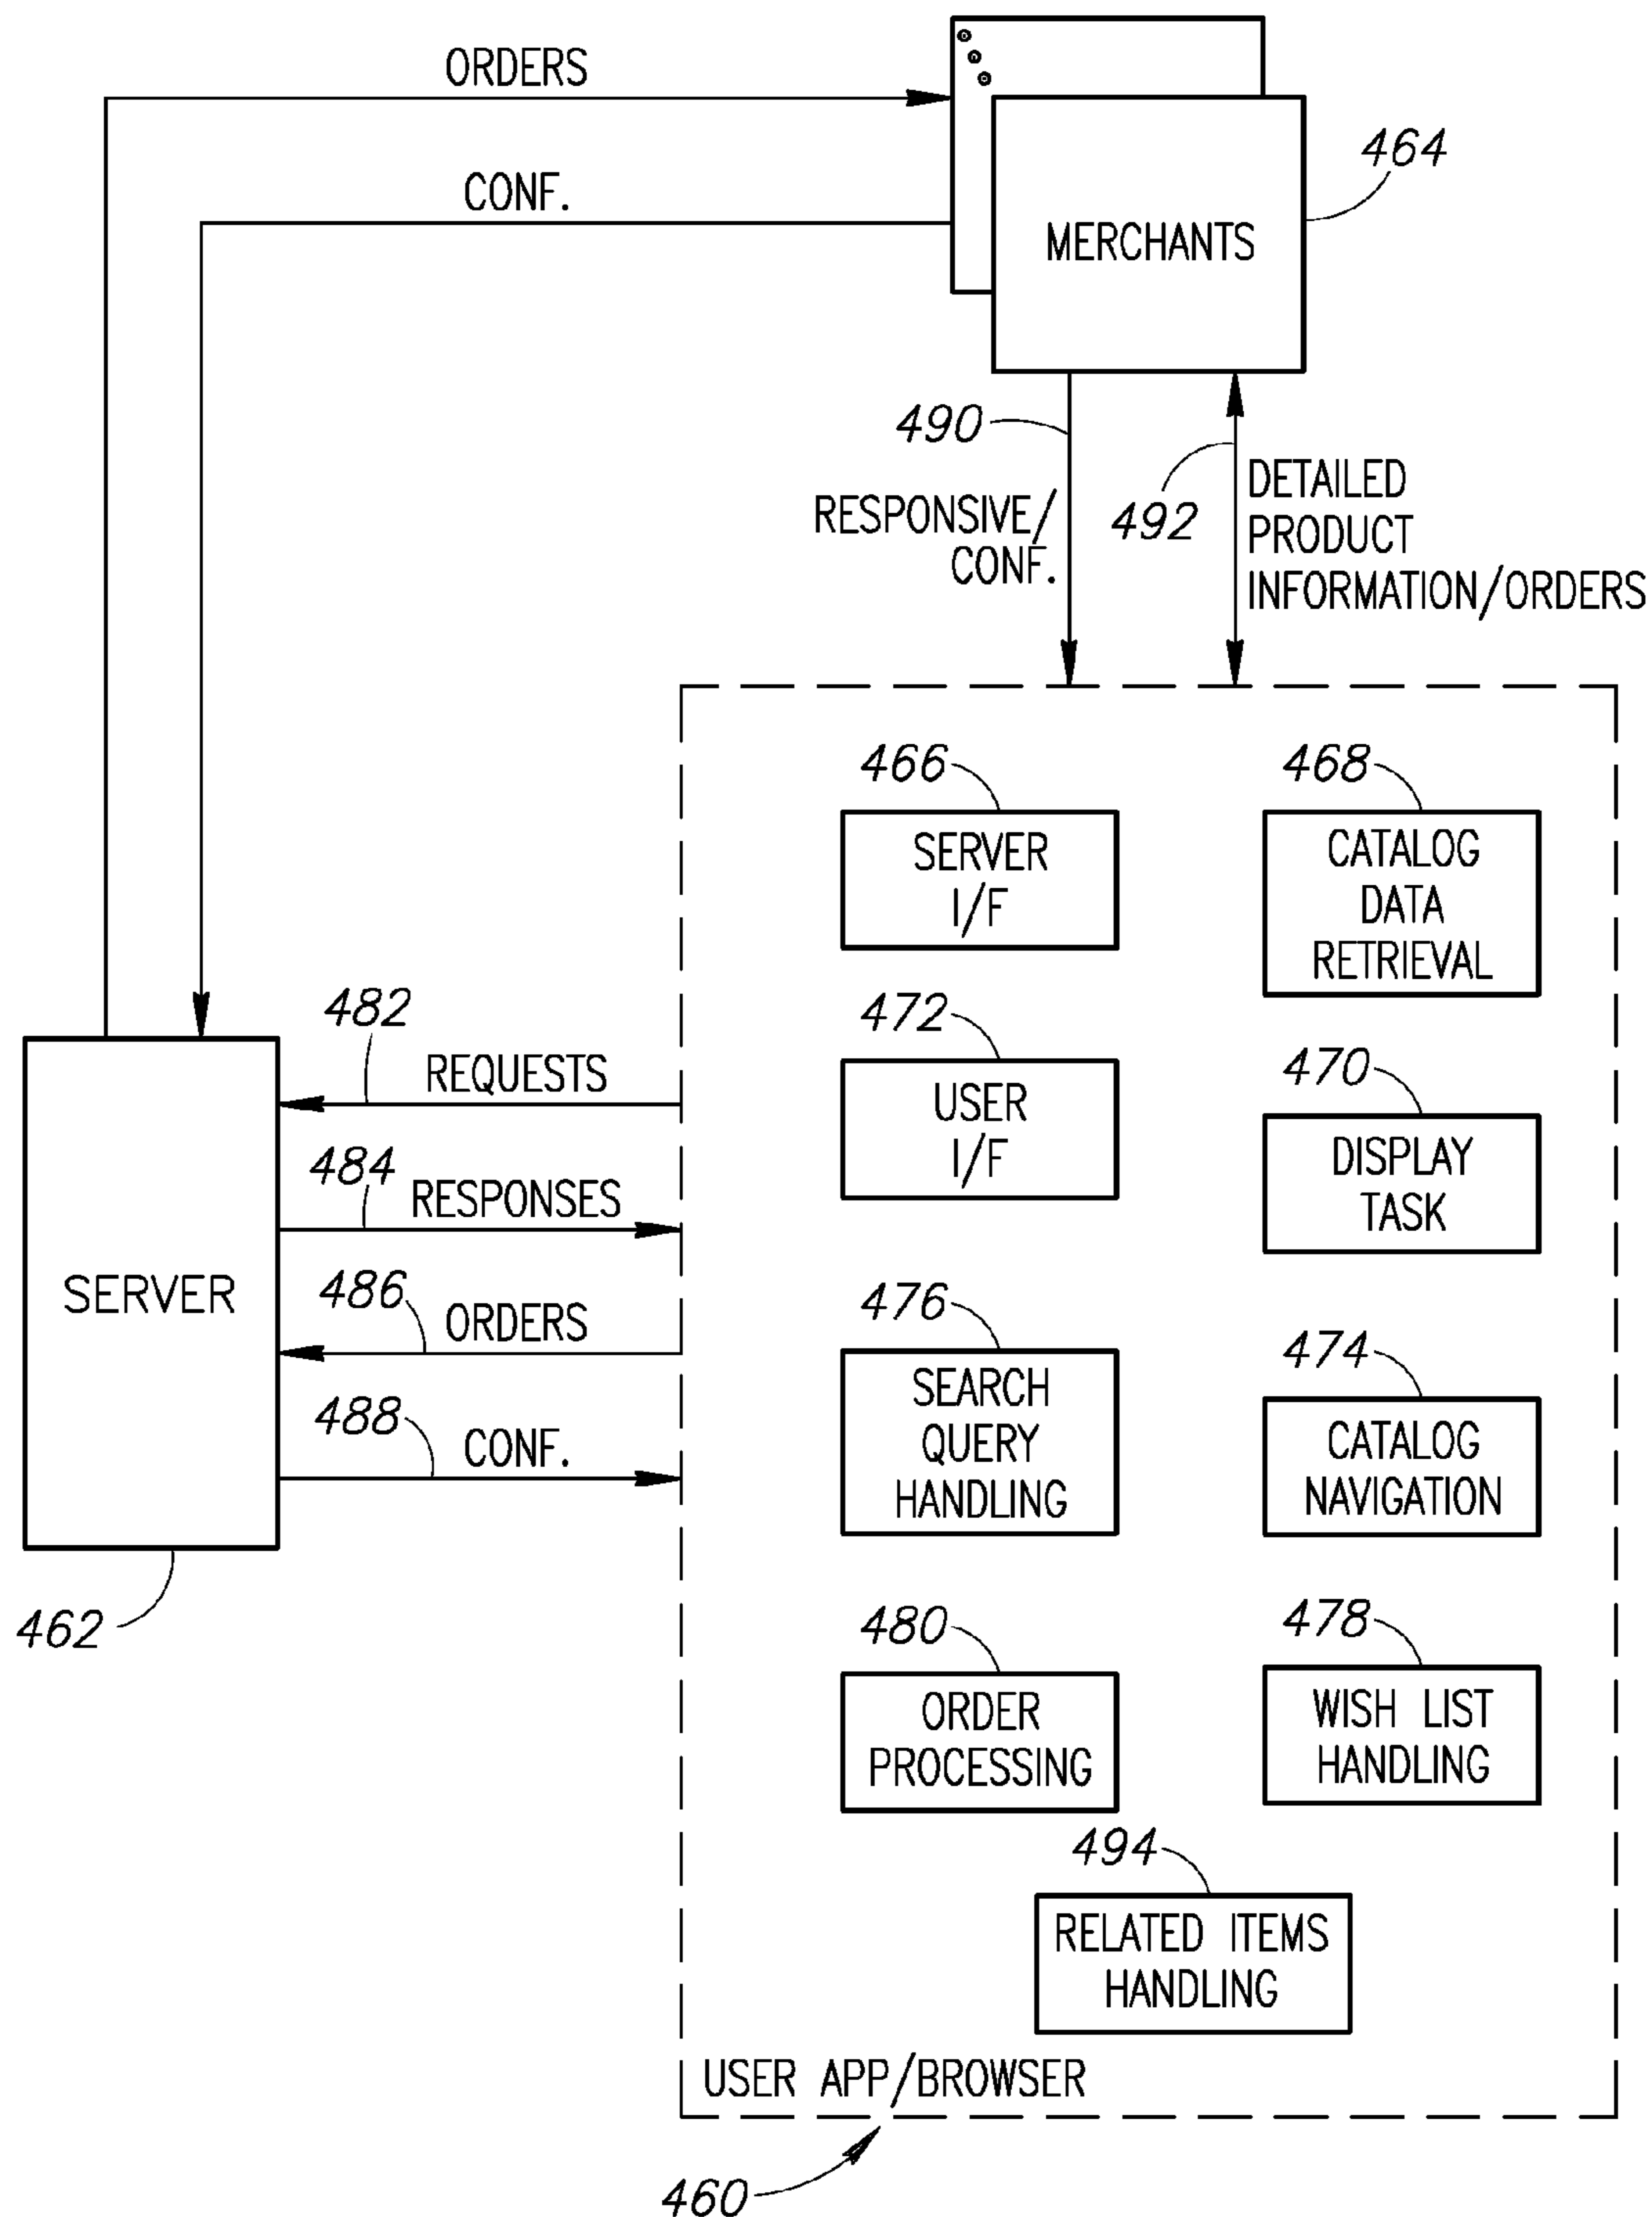 ORDERS
464
CONF.
MERCHANTS
490
RESPONSIVE/
CONF.
492
DETAILED
PRODUCT
INFORMATION/ORDERS
466
SERVER
I/F
468
CATALOG
DATA
RETRIEVAL
482
REQUESTS
484
RESPONSES
486
ORDERS
488
CONF.
SERVER
462
472
USER
I/F
470
DISPLAY
TASK
476
SEARCH
QUERY
HANDLING
474
CATALOG
NAVIGATION
480
ORDER
PROCESSING
478
WISH LIST
HANDLING
494
RELATED ITEMS
HANDLING
USER APP/BROWSER
460